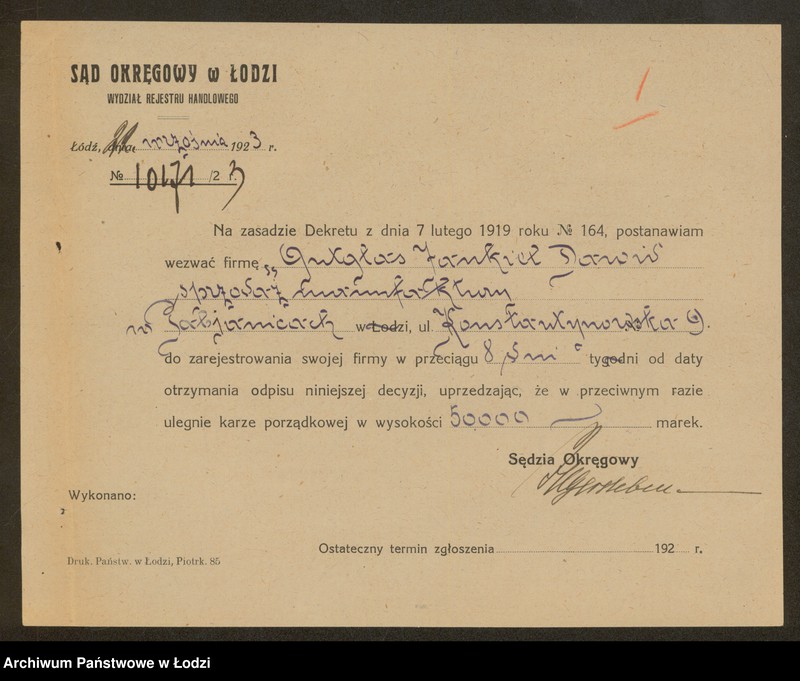 SĄD OKRĘGOWY w ŁODZI
WYDZIAŁ REJESTRU HANDLOWEGO
1
Łódź, dnia września 1923 r.
№ 10171/23 r.
Na zasadzie Dekretu z dnia 7 lutego 1919 roku № 164, postanawiam
wezwać firmę „Gutglas Jankiel Dawid
sprzedaż manufaktury
w Pabjanicach w Łodzi, ul. Konstantynowska 9.
do zarejestrowania swojej firmy w przeciągu 8 dni tygodni od daty
otrzymania odpisu niniejszej decyzji, uprzedzając, że w przeciwnym razie
ulegnie karze porządkowej w wysokości 50000 marek.
Sędzia Okręgowy
Wykonano:
Ostateczny termin zgłoszenia 192 r.
Druk. Państw. w Łodzi, Piotrk. 85
Archiwum Państwowe w Łodzi